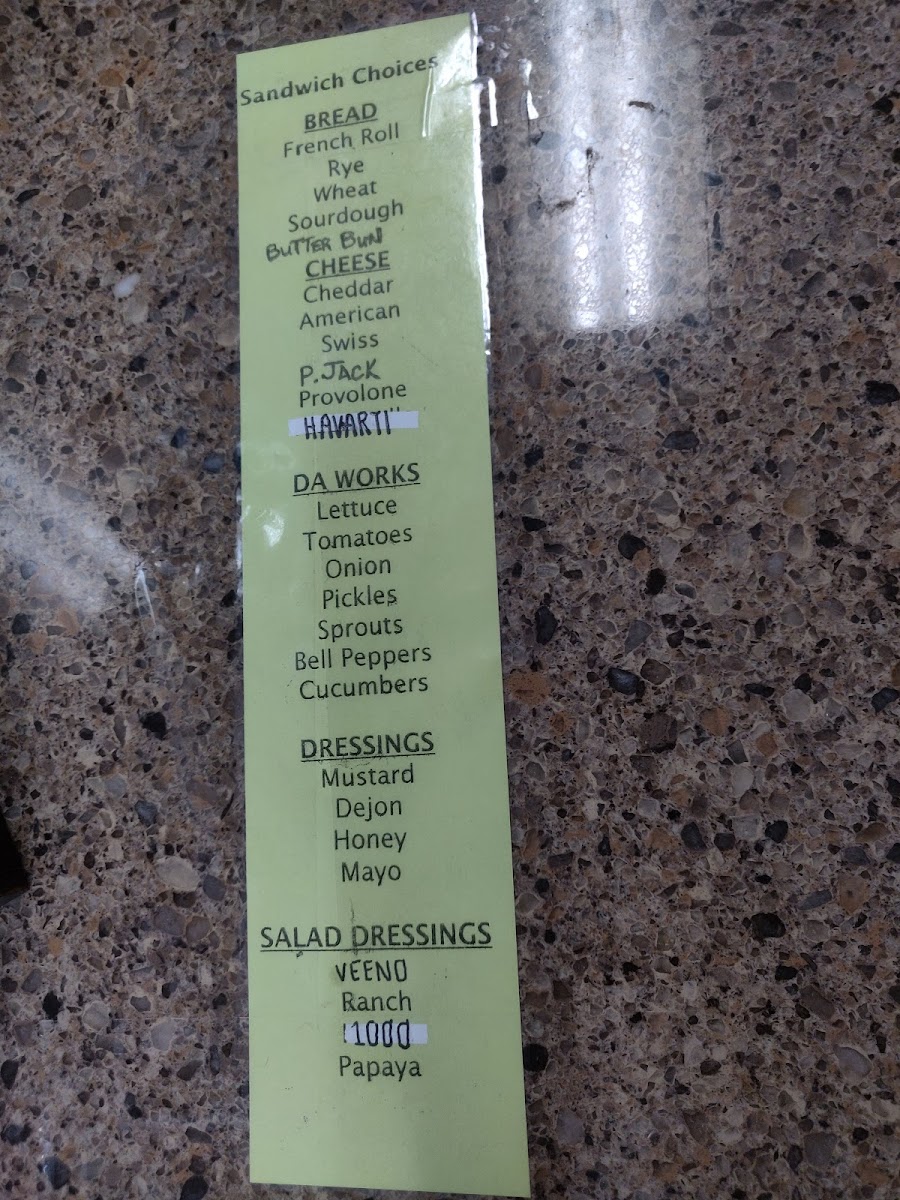 Sandwich Choices
BREAD
French Roll
Rye
Wheat
Sourdough
BUTTER BUN
CHEESE
Cheddar
American
Swiss
P. JACK
Provolone
HAVARTI
DA WORKS
Lettuce
Tomatoes
Onion
Pickles
Sprouts
Bell Peppers
Cucumbers
DRESSINGS
Mustard
Dejon
Honey
Mayo
SALAD DRESSINGS
VEENO
Ranch
1000
Papaya